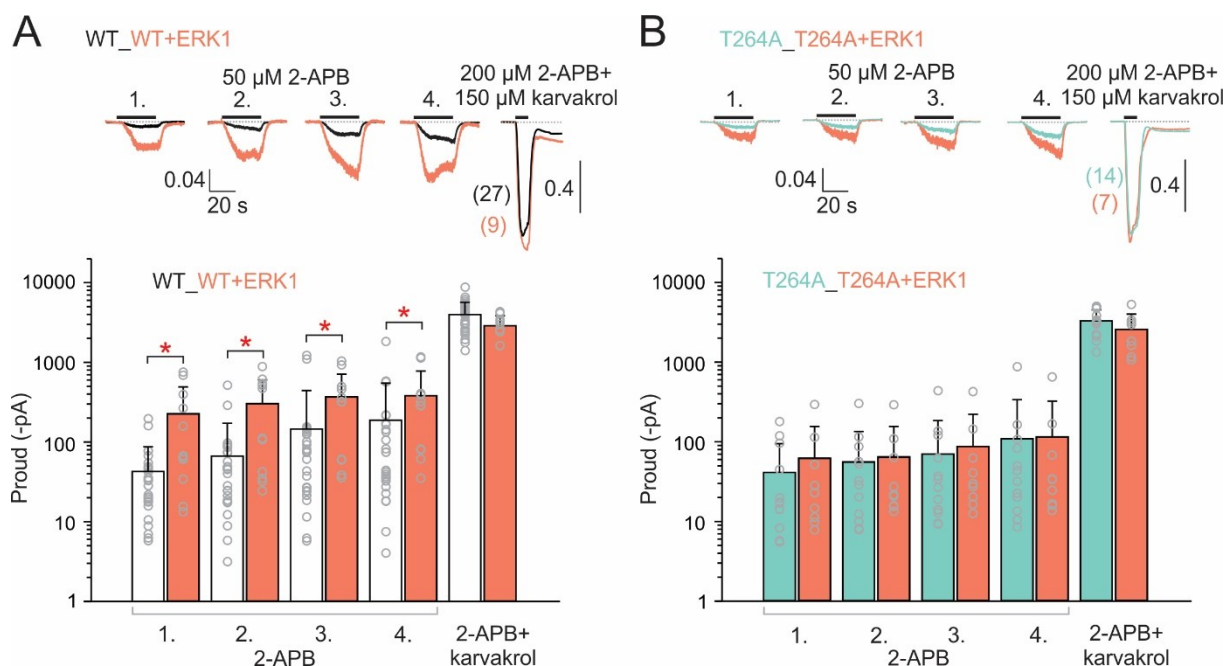 A
WT_WT+ERK1
50 µM 2-APB
200 µM 2-APB+
150 µM karvakrol
1.
2.
3.
4.
0.04
20 s
(27)
(9)
0.4
WT_WT+ERK1
10000
1000
100
10
1
Proud (-pA)
*
*
*
*
1.
2.
3.
4.
2-APB
2-APB+
karvakrol
B
T264A_T264A+ERK1
50 µM 2-APB
200 µM 2-APB+
150 µM karvakrol
1.
2.
3.
4.
0.04
20 s
(14)
(7)
0.4
T264A_T264A+ERK1
10000
1000
100
10
1
Proud (-pA)
1.
2.
3.
4.
2-APB
2-APB+
karvakrol